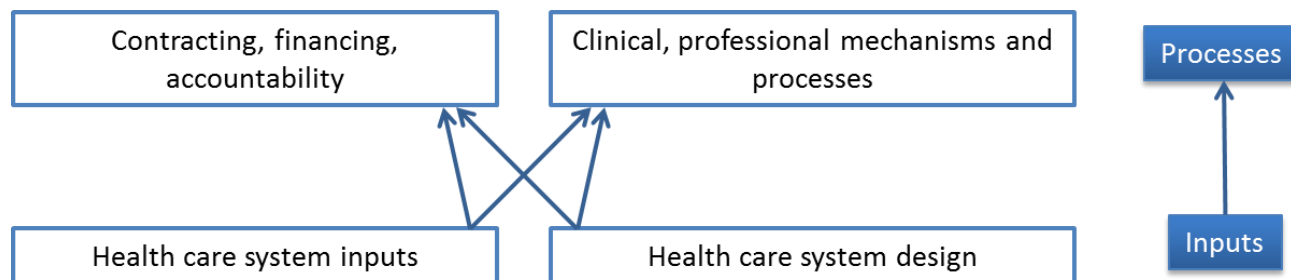 Contracting, financing,
accountability
Clinical, professional mechanisms and
processes
Processes
Health care system inputs
Health care system design
Inputs